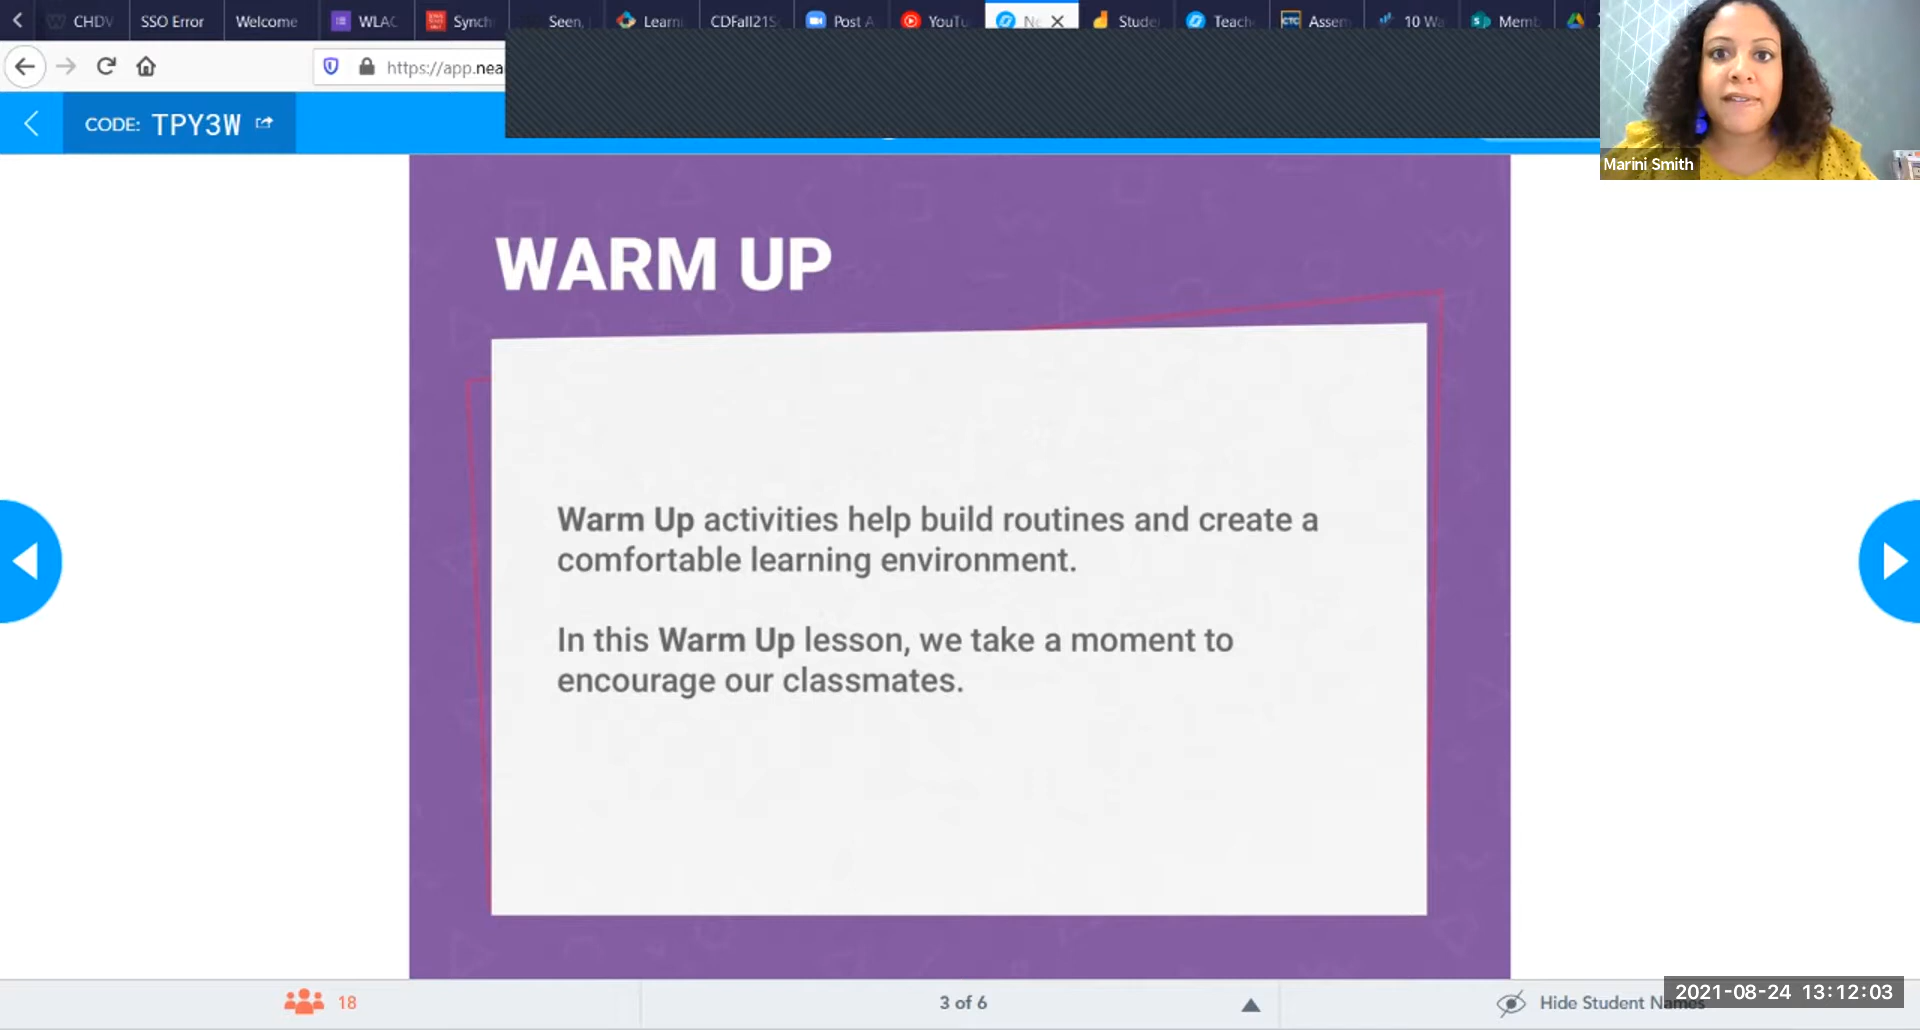 CHDV
SSO Error
Welcome
WLAC
Synch
Seen,
Learni
CDFall21S
Post A
YouTu
N
Stude
Teach
CTC
Assem
10 Wa
Memb
https://app.nea
CODE: TPY3W
Marini Smith
WARM UP
Warm Up activities help build routines and create a
comfortable learning environment.
In this Warm Up lesson, we take a moment to
encourage our classmates.
18
3 of 6
Hide Student Names
2021-08-24 13:12:03